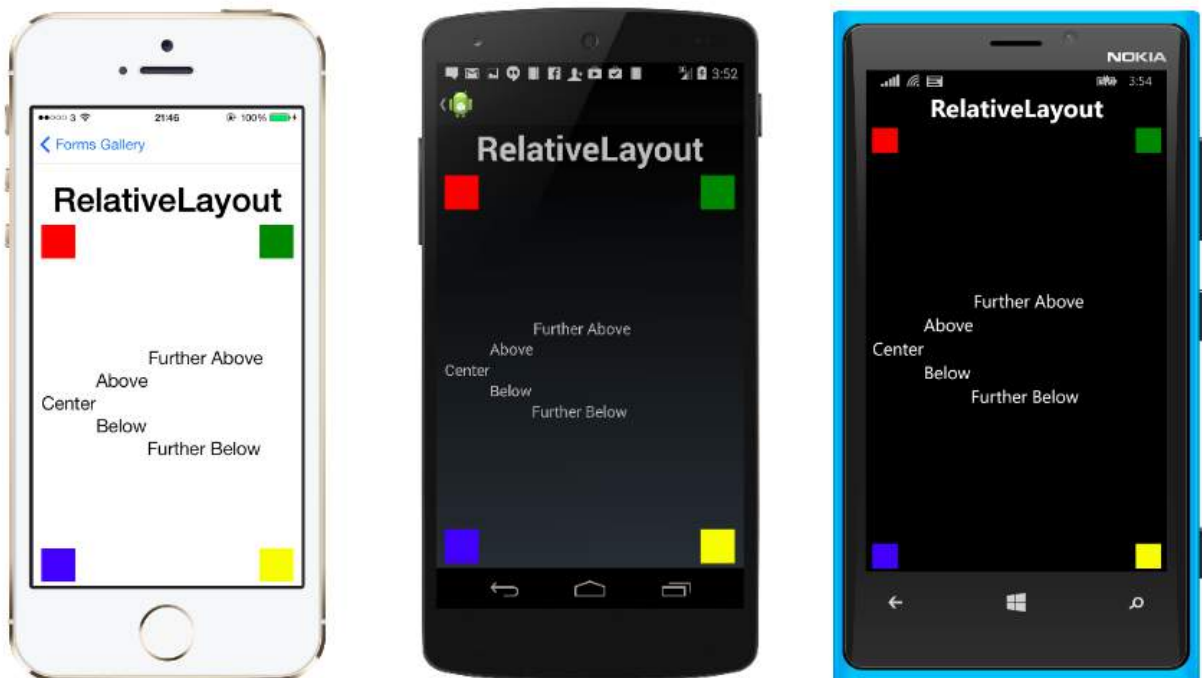 3 21:46 100%
Forms Gallery
RelativeLayout
Further Above
Above
Center
Below
Further Below
3:52
RelativeLayout
Further Above
Above
Center
Below
Further Below
NOKIA
3:54
RelativeLayout
Further Above
Above
Center
Below
Further Below